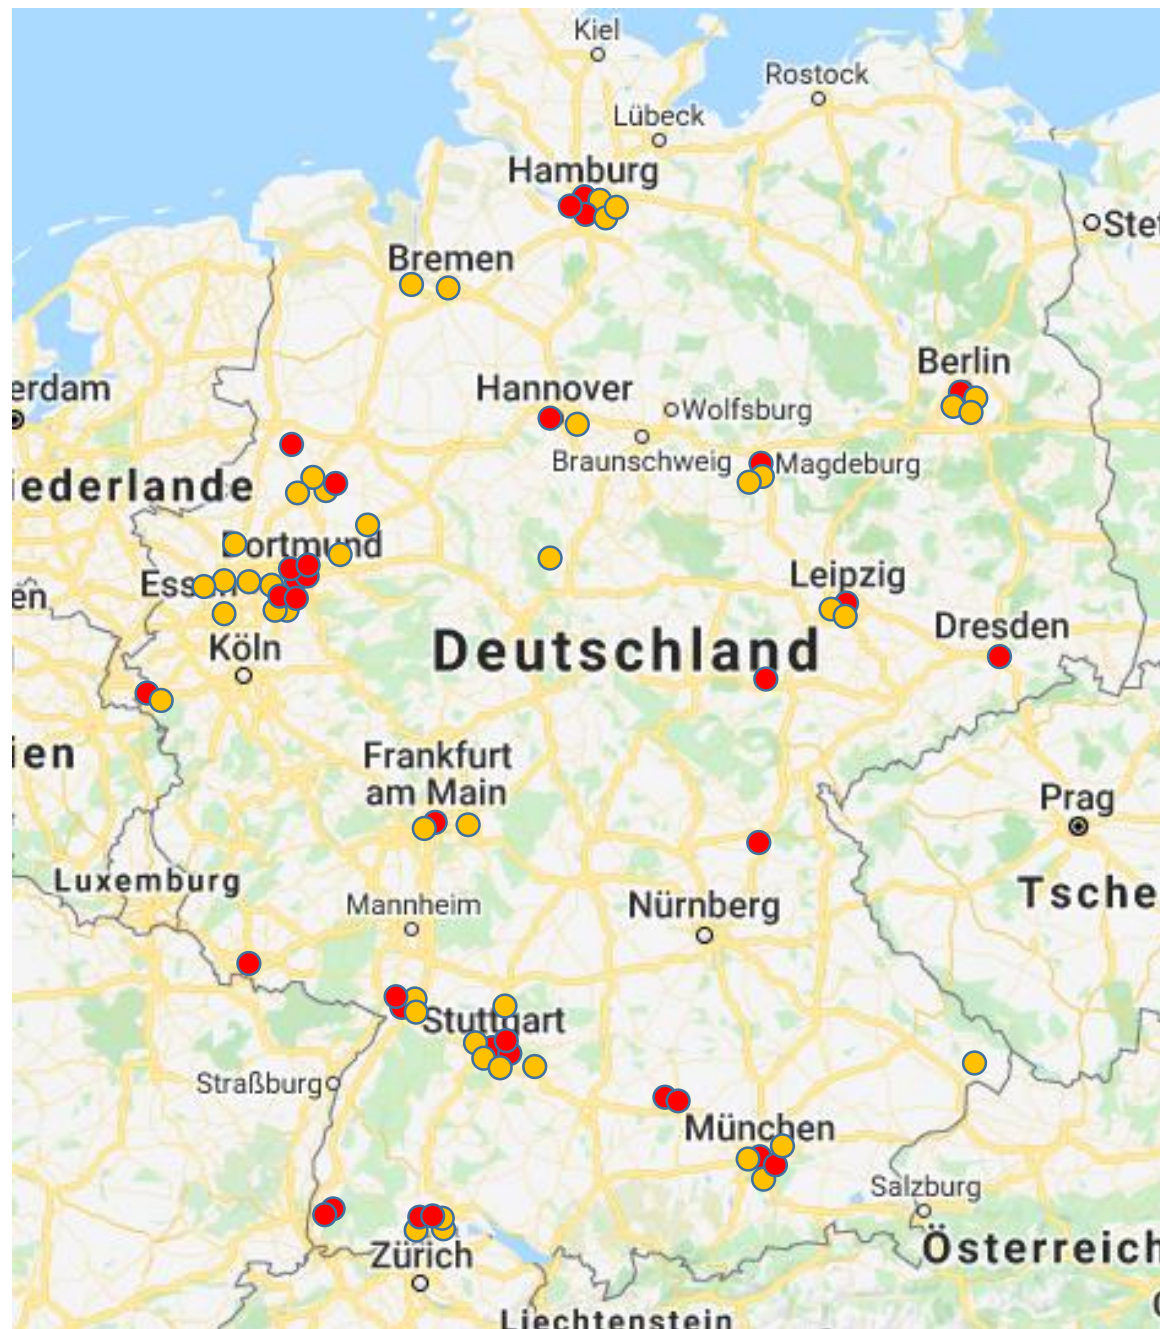 Kiel
Rostock
Lübeck
Hamburg
Stet
Bremen
Berlin
erdam
Hannover
Wolfsburg
Braunschweig
Magdeburg
iederlande
Dortmund
Essen
Leipzig
en
Dresden
Köln
Deutschland
ien
Frankfurt
am Main
Prag
Luxemburg
Tsche
Mannheim
Nürnberg
Stuttgart
Straßburg
München
Salzburg
Österreich
Zürich
Liechtenstein